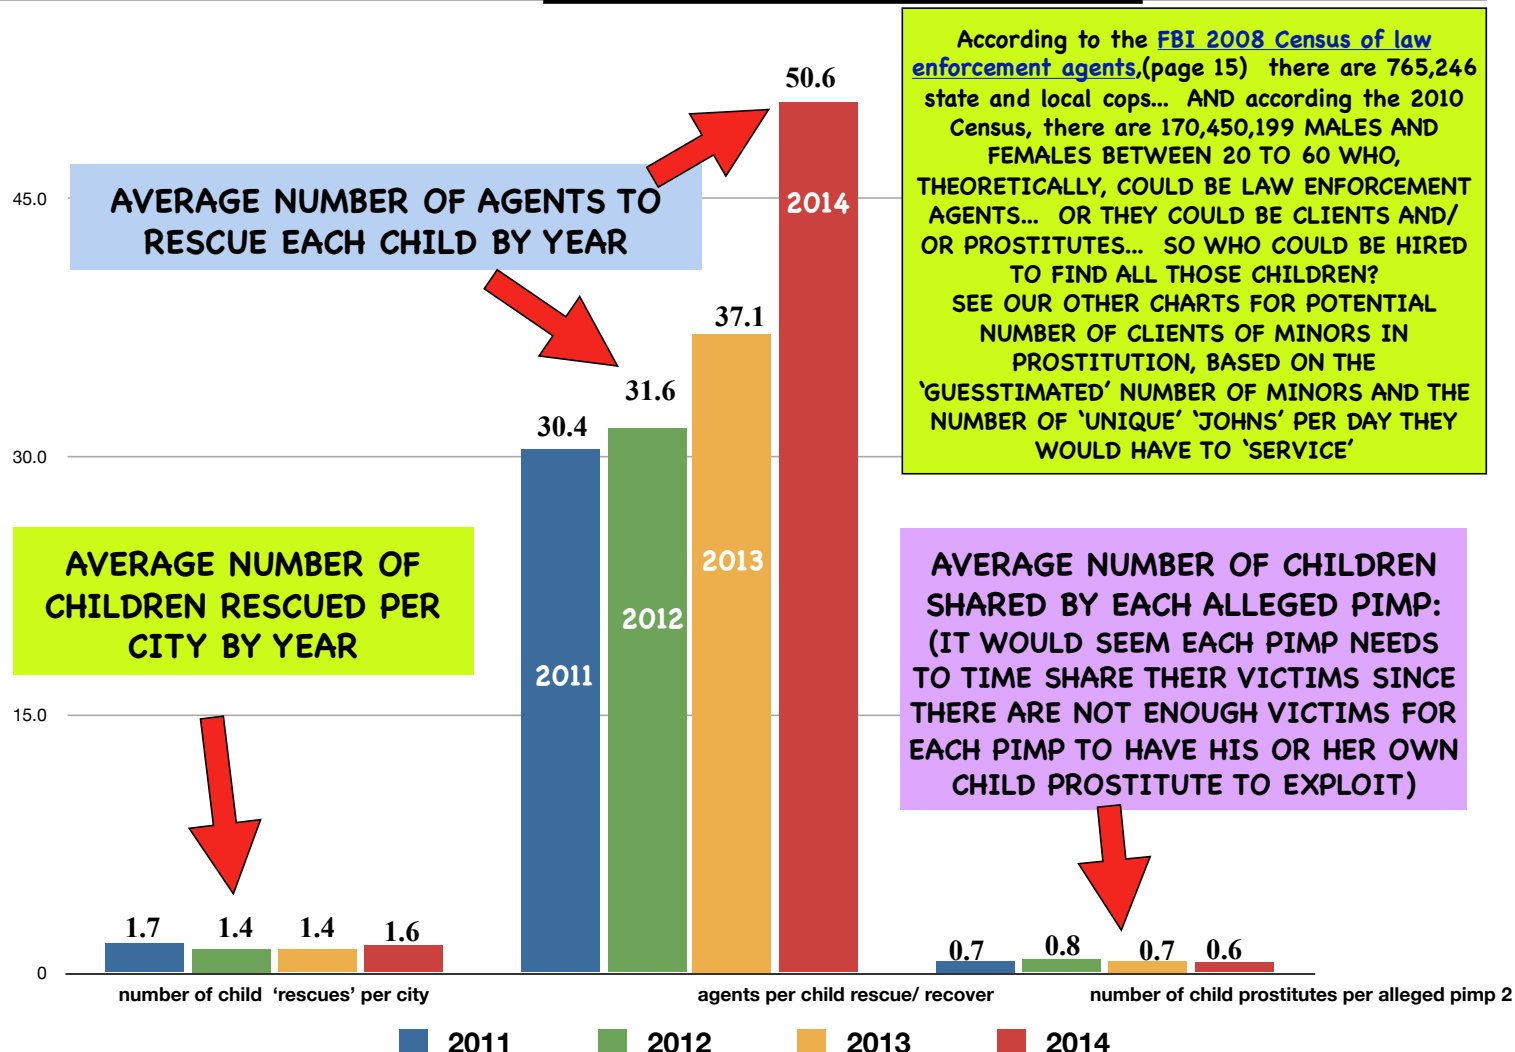 According to the FBI 2008 Census of law
enforcement agents,(page 15) there are 765,246
state and local cops... AND according the 2010
Census, there are 170,450,199 MALES AND
FEMALES BETWEEN 20 TO 60 WHO,
THEORETICALLY, COULD BE LAW ENFORCEMENT
AGENTS... OR THEY COULD BE CLIENTS AND/
OR PROSTITUTES... SO WHO COULD BE HIRED
TO FIND ALL THOSE CHILDREN?
SEE OUR OTHER CHARTS FOR POTENTIAL
NUMBER OF CLIENTS OF MINORS IN
PROSTITUTION, BASED ON THE
‘GUESSTIMATED’ NUMBER OF MINORS AND THE
NUMBER OF ‘UNIQUE’ ‘JOHNS’ PER DAY THEY
WOULD HAVE TO ‘SERVICE’
AVERAGE NUMBER OF AGENTS TO
RESCUE EACH CHILD BY YEAR
45.0
30.0
15.0
0
50.6
37.1
31.6
30.4
2014
2013
2012
2011
AVERAGE NUMBER OF
CHILDREN RESCUED PER
CITY BY YEAR
AVERAGE NUMBER OF CHILDREN
SHARED BY EACH ALLEGED PIMP:
(IT WOULD SEEM EACH PIMP NEEDS
TO TIME SHARE THEIR VICTIMS SINCE
THERE ARE NOT ENOUGH VICTIMS FOR
EACH PIMP TO HAVE HIS OR HER OWN
CHILD PROSTITUTE TO EXPLOIT)
1.7 1.4 1.4 1.6
0.7 0.8 0.7 0.6
number of child ‘rescues’ per city
agents per child rescue/ recover
number of child prostitutes per alleged pimp 2
2011 2012 2013 2014